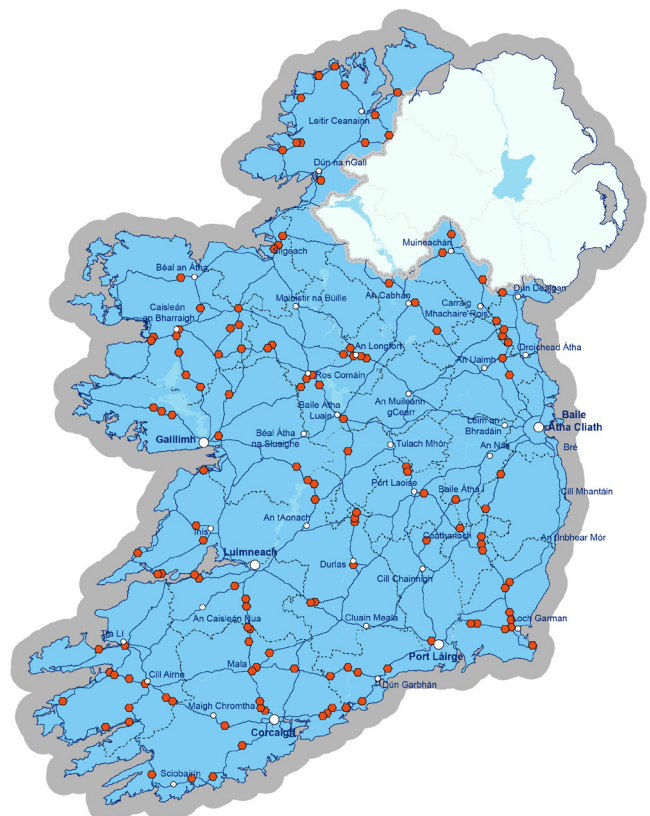 Leitir Ceanainn
Dún na nGall
Sligeach
Muineachán
Béal an Átha
Dún Dealgan
Mainistir na Búille
An Cabhán
Carraig
Mhachaire Rois
Caisleán
an Bharraigh
An Longfort
Droichead Átha
An Uaimh
Ros Comáin
An Muileann
gCearr
Baile Átha
Luain
Léim an
Bhradáin
Baile
Átha Cliath
Gaillimh
Béal Átha
na Sluaighe
Tulach Mhór
An Nás
Bré
Port Laoise
Baile Átha Í
Cill Mhantáin
An tAonach
Inis
Ceatharlach
An tInbhear Mór
Luimneach
Durlas
Cill Chainnigh
An Caisleán Nua
Cluain Meala
Loch Garman
Trá Lí
Port Láirge
Mala
Cill Airne
Dún Garbhán
Maigh Chromtha
Corcaigh
Sciobairín